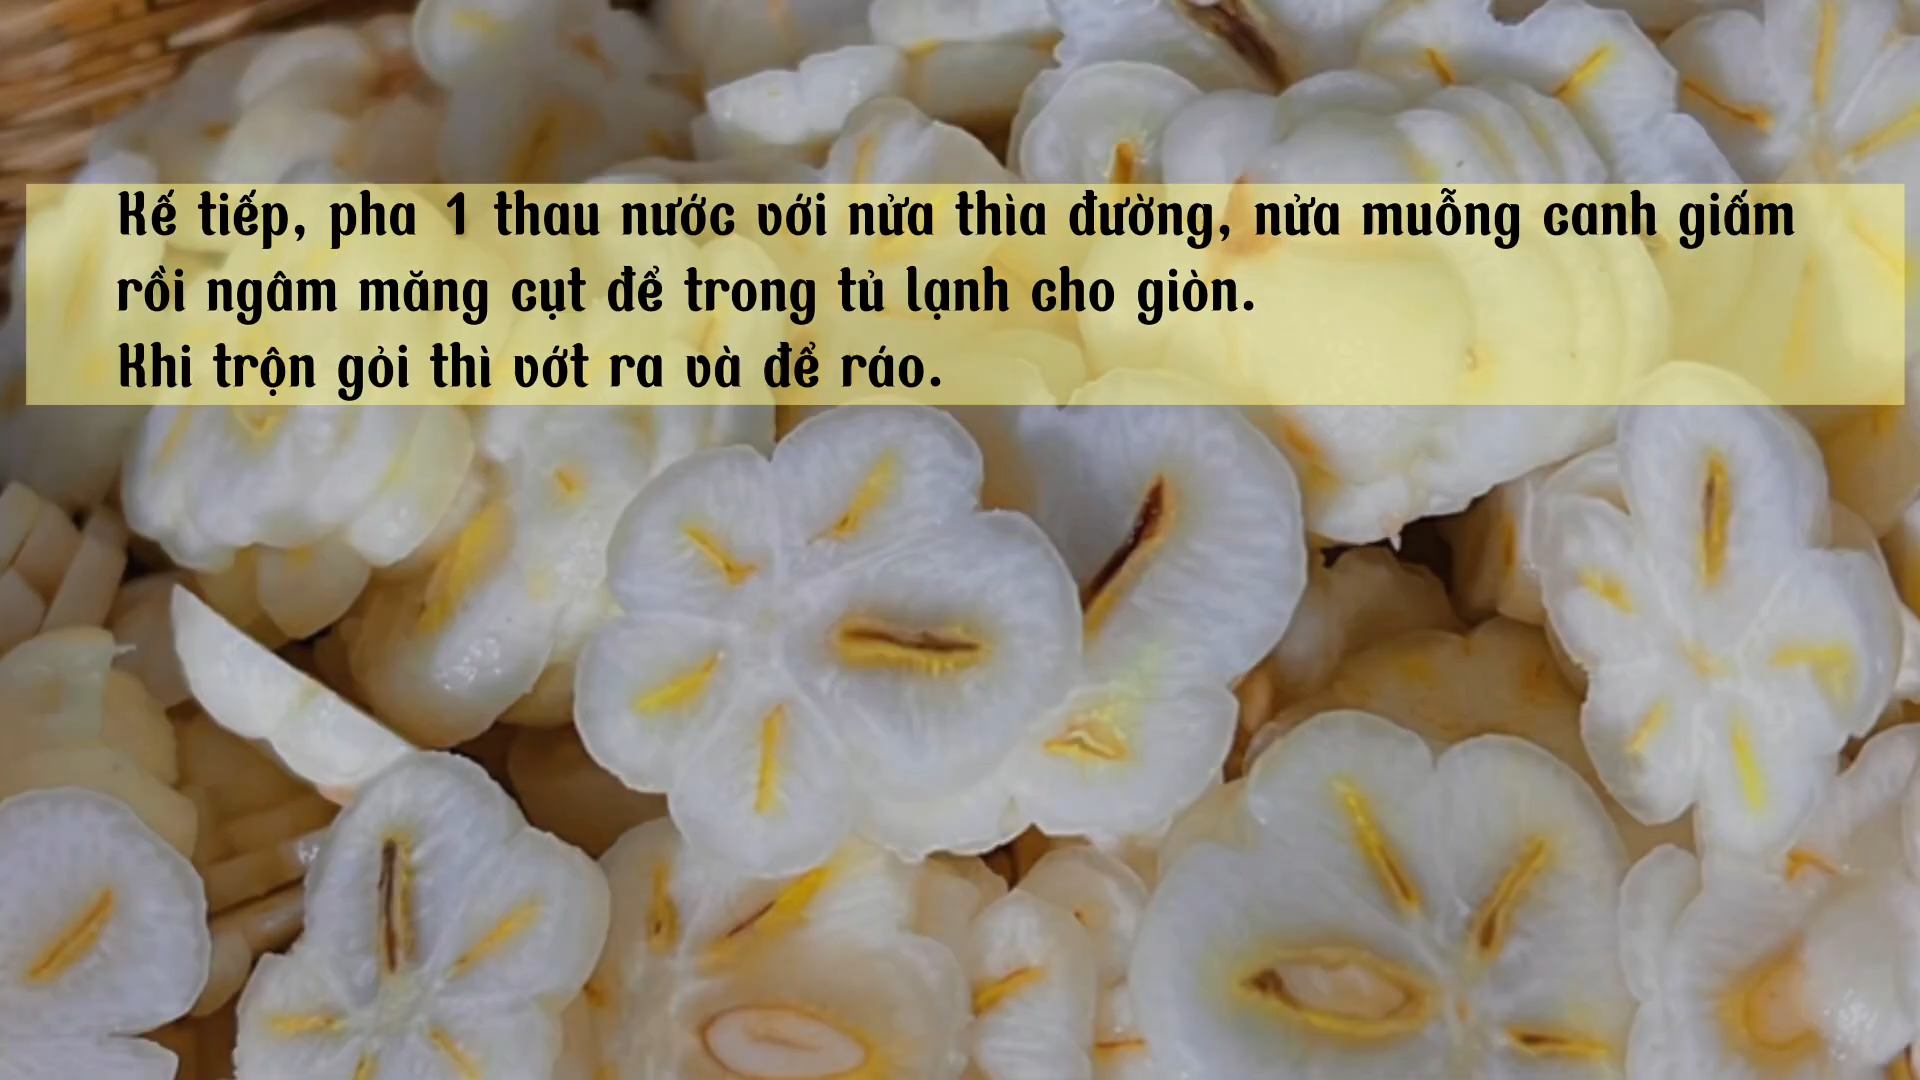 Kế tiếp, pha 1 thau nước với nửa thìa đường, nửa muỗng canh giấm
rồi ngâm măng cụt để trong tủ lạnh cho giòn.
Khi trộn gỏi thì vớt ra và để ráo.